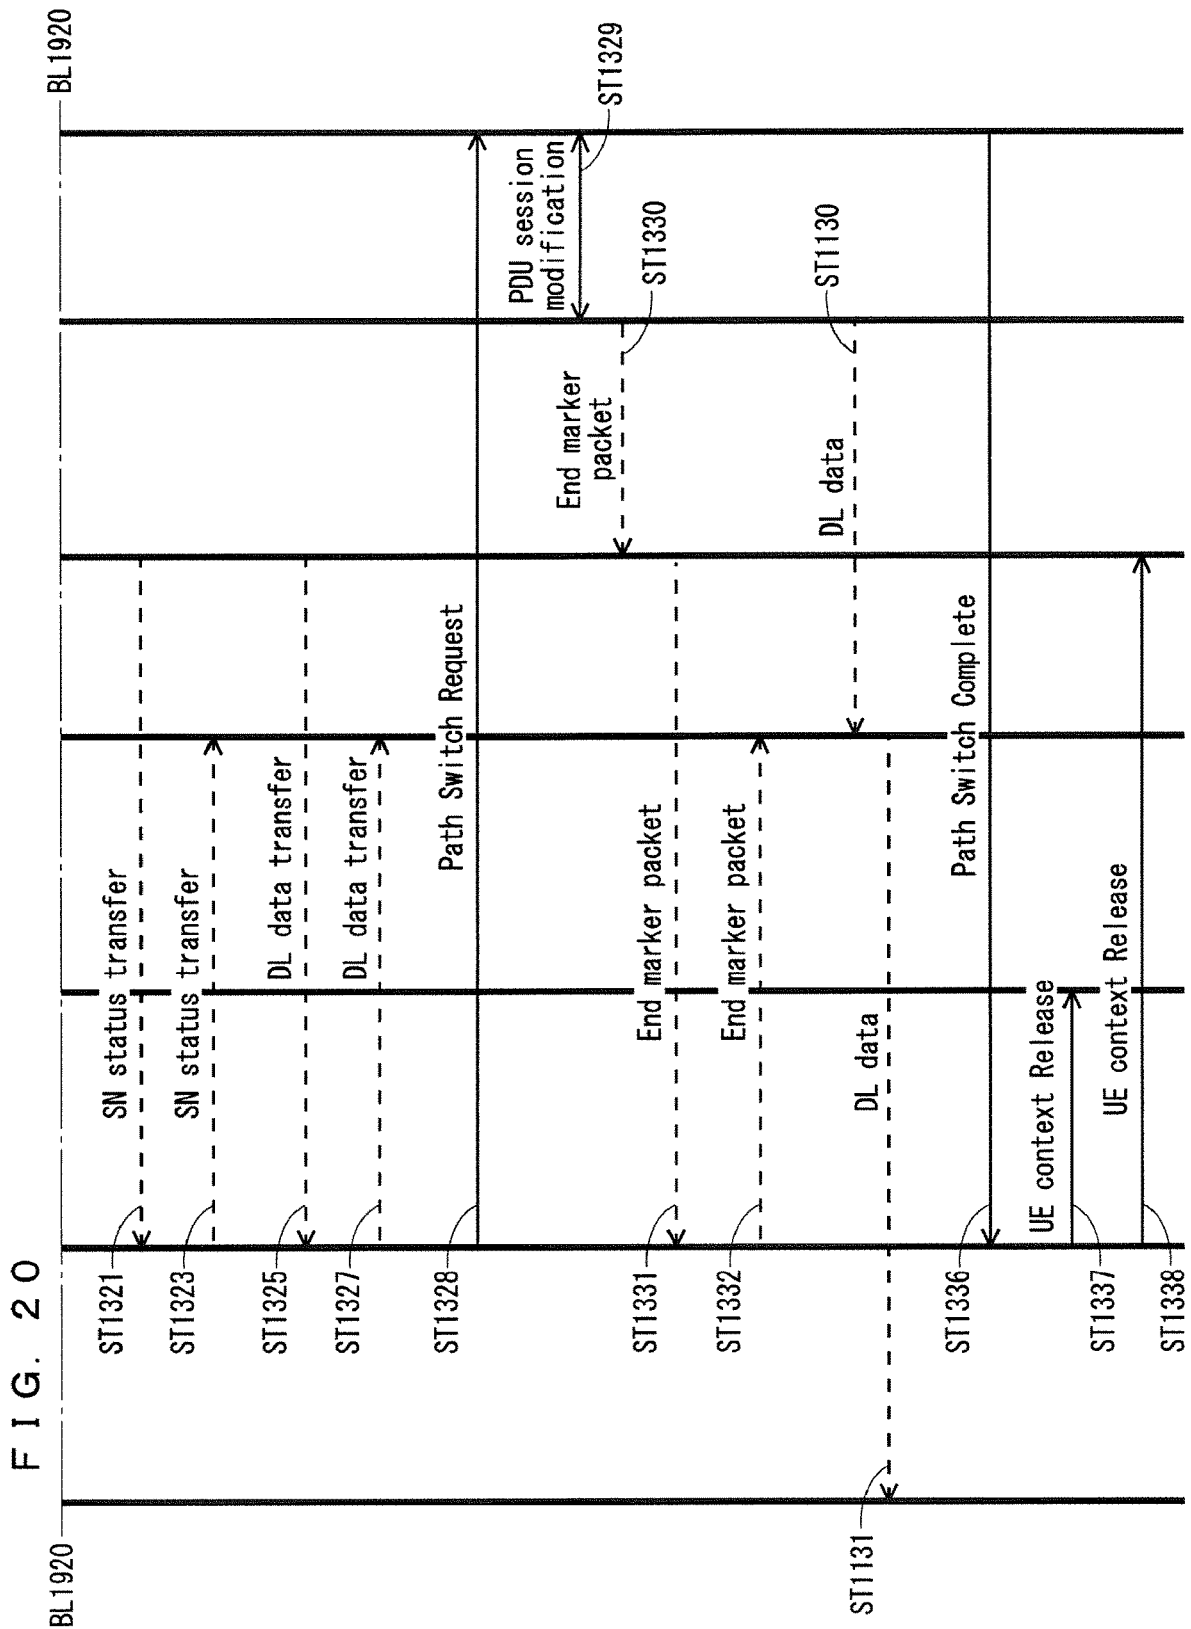 FIG. 20
BL1920
BL1920
ST1321
SN status transfer
ST1323
SN status transfer
ST1325
DL data transfer
ST1327
DL data transfer
ST1328
Path Switch Request
PDU session
modification
ST1329
End marker
packet
ST1330
ST1331
End marker packet
ST1332
End marker packet
DL data
ST1130
ST1131
DL data
ST1336
Path Switch Complete
ST1337
UE context Release
ST1338
UE context Release